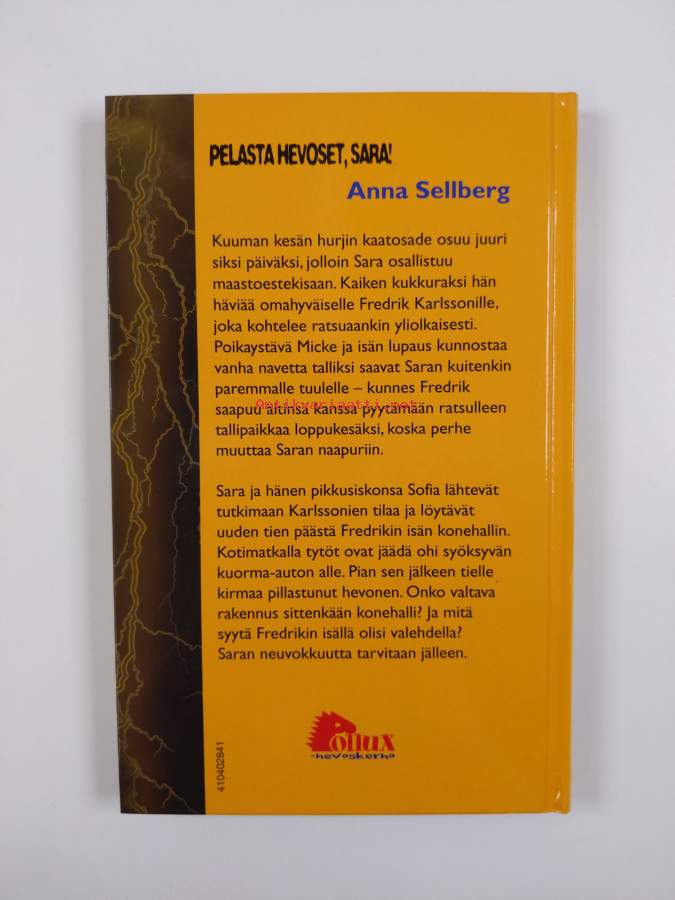 PELASTA HEVOSET, SARA!
Anna Sellberg
Kuuman kesän hurjin kaatosade osuu juuri
siksi päiväksi, jolloin Sara osallistuu
maastoestekisaan. Kaiken kukkuraksi hän
häviää omahyväiselle Fredrik Karlssonille,
joka kohtelee ratsuaankin yliolkaisesti.
Poikaystävä Micke ja isän lupaus kunnostaa
vanha navetta talliksi saavat Saran kuitenkin
paremmalle tuulelle – kunnes Fredrik
saapuu äitinsä kanssa pyytämään ratsulleen
Antikvariaatti.net
tallipaikkaa loppukesäksi, koska perhe
muuttaa Saran naapuriin.
Sara ja hänen pikkusiskonsa Sofia lähtevät
tutkimaan Karlssonien tilaa ja löytävät
uuden tien päästä Fredrikin isän konehallin.
Kotimatkalla tytöt ovat jäädä ohi syöksyvän
kuorma-auton alle. Pian sen jälkeen tielle
kirmaa pillastunut hevonen. Onko valtava
rakennus sittenkään konehalli? Ja mitä
syytä Fredrikin isällä olisi valehdella?
Saran neuvokkuutta tarvitaan jälleen.
Pollux
-hevoskerho
410402841